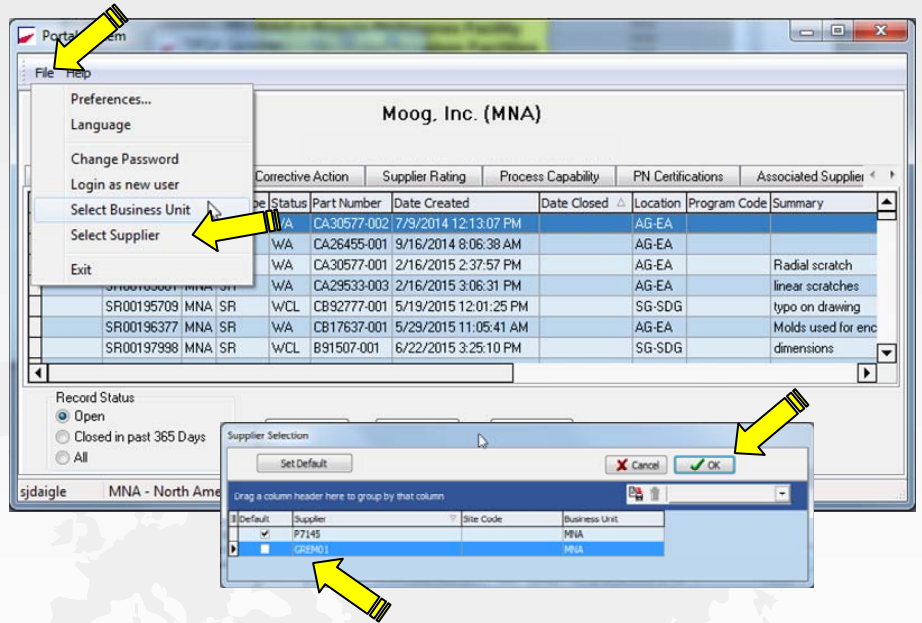 File Help
Preferences...
Language
Change Password
Login as new user
Select Business Unit
Select Supplier
Exit
Moog, Inc. (MNA)
Corrective Action Supplier Rating Process Capability PN Certifications Associated Supplier
Status Part Number Date Created Date Closed Location Program Code Summary
WA CA30577-002 7/9/2014 12:13:07 PM AG-EA
WA CA26455-001 9/16/2014 8:06:38 AM AG-EA
WA CA30577-001 2/16/2015 2:37:57 PM AG-EA Radial scratch
MNA SR WA CA29533-003 2/16/2015 3:06:31 PM AG-EA linear scratches
SR00195709 MNA SR WCL CB92777-001 5/19/2015 12:01:25 PM SG-SDG typo on drawing
SR00196377 MNA SR WA CB17637-001 5/29/2015 11:05:41 AM AG-EA Molds used for enc
SR00197998 MNA SR WCL B91507-001 6/22/2015 3:25:10 PM SG-SDG dimensions
Record Status
Open
Closed in past 365 Days
All
sjdaigle MNA - North Ame
Supplier Selection
Set Default Cancel OK
Drag a column header here to group by that column
Default Supplier Site Code Business Unit
P7145 MNA
GREM01 MNA